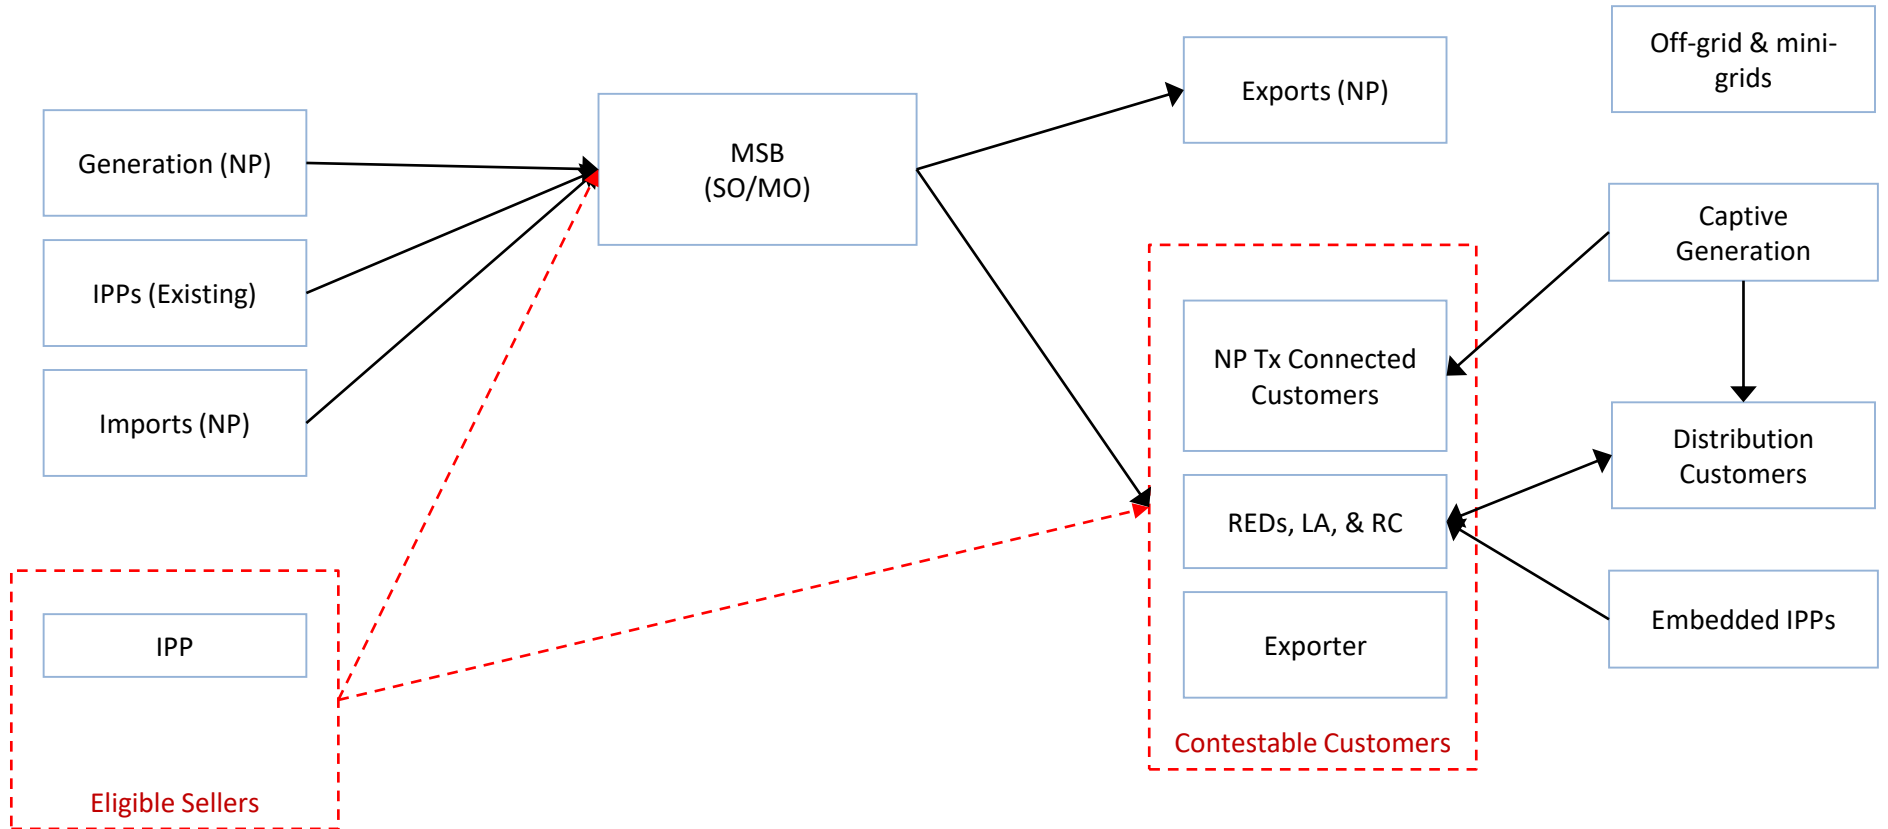 Off-grid & mini-
grids
Exports (NP)
Generation (NP)
MSB
(SO/MO)
Captive
Generation
IPPs (Existing)
NP Tx Connected
Customers
Imports (NP)
Distribution
Customers
REDs, LA, & RC
IPP
Exporter
Embedded IPPs
Contestable Customers
Eligible Sellers